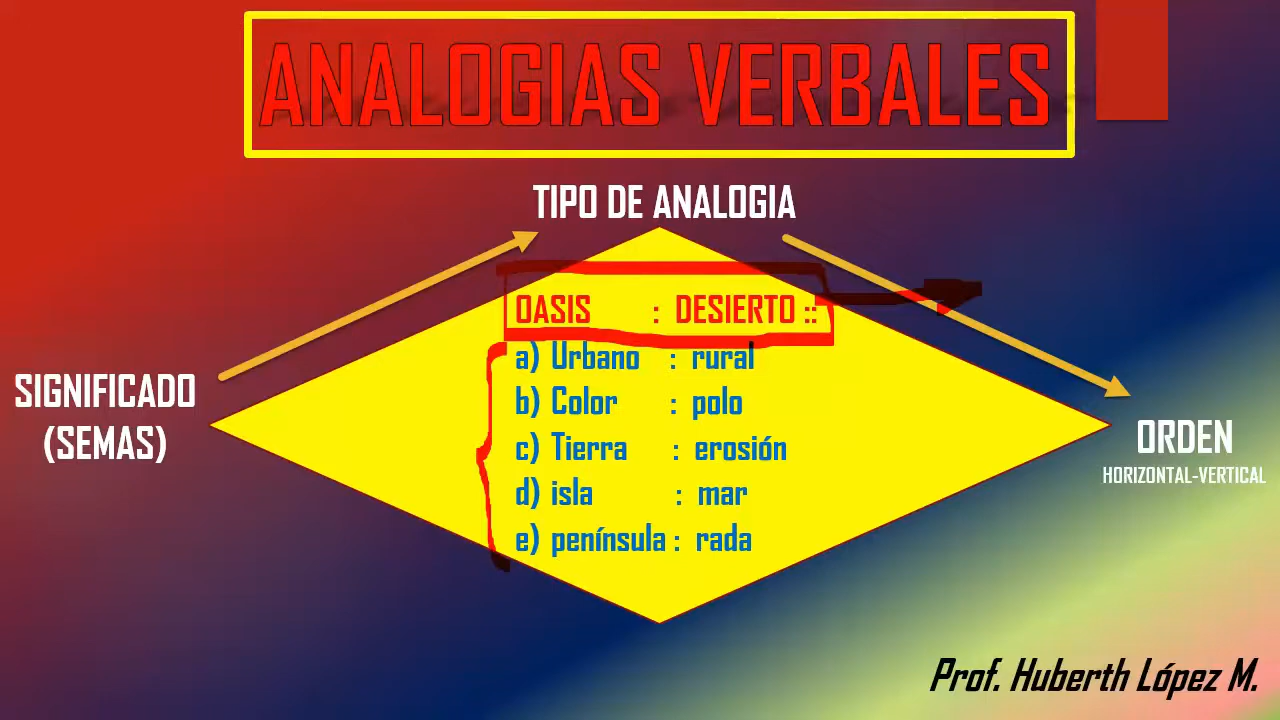 ANALOGIAS VERBALES
TIPO DE ANALOGIA
OASIS : DESIERTO ::
a) Urbano : rural
b) Color : polo
c) Tierra : erosión
d) isla : mar
e) península : rada
SIGNIFICADO
(SEMAS)
ORDEN
HORIZONTAL-VERTICAL
Prof. Huberth López M.